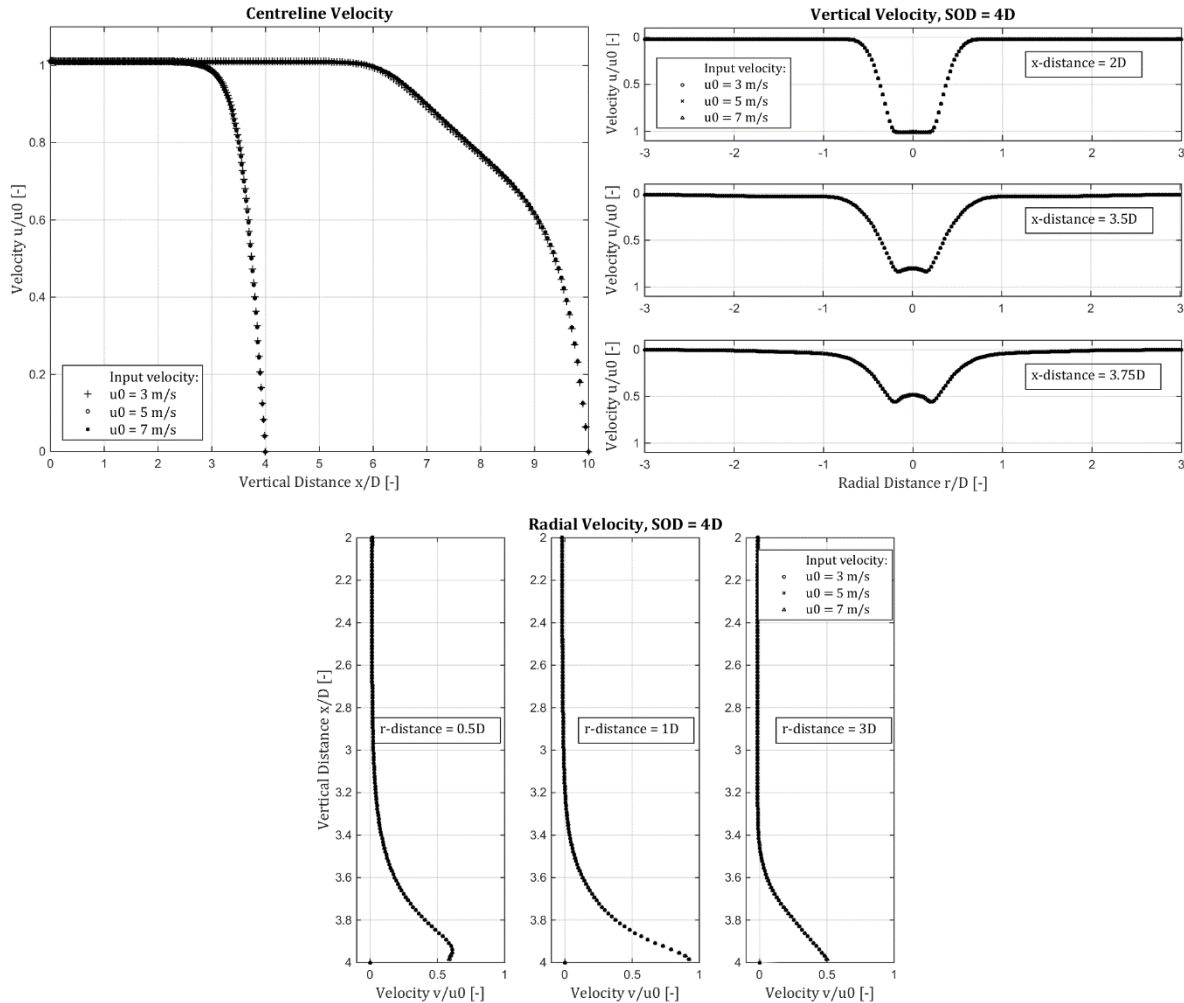 Centreline Velocity
1
0.8
0.6
0.4
0.2
0
Velocity u/u0 [-]
Input velocity:
u0 = 3 m/s
u0 = 5 m/s
u0 = 7 m/s
0 1 2 3 4 5 6 7 8 9 10
Vertical Distance x/D [-]
Vertical Velocity, SOD = 4D
0
0.5
1
Velocity u/u0 [-]
Input velocity:
u0 = 3 m/s
u0 = 5 m/s
u0 = 7 m/s
x-distance = 2D
-3 -2 -1 0 1 2 3
0
0.5
1
Velocity u/u0 [-]
x-distance = 3.5D
-3 -2 -1 0 1 2 3
0
0.5
1
Velocity u/u0 [-]
x-distance = 3.75D
-3 -2 -1 0 1 2 3
Radial Distance r/D [-]
Radial Velocity, SOD = 4D
2
2.2
2.4
2.6
2.8
3
3.2
3.4
3.6
3.8
4
Vertical Distance x/D [-]
r-distance = 0.5D
0 0.5 1
Velocity v/u0 [-]
2
2.2
2.4
2.6
2.8
3
3.2
3.4
3.6
3.8
4
r-distance = 1D
0 0.5 1
Velocity v/u0 [-]
2
2.2
2.4
2.6
2.8
3
3.2
3.4
3.6
3.8
4
Input velocity:
u0 = 3 m/s
u0 = 5 m/s
u0 = 7 m/s
r-distance = 3D
0 0.5 1
Velocity v/u0 [-]